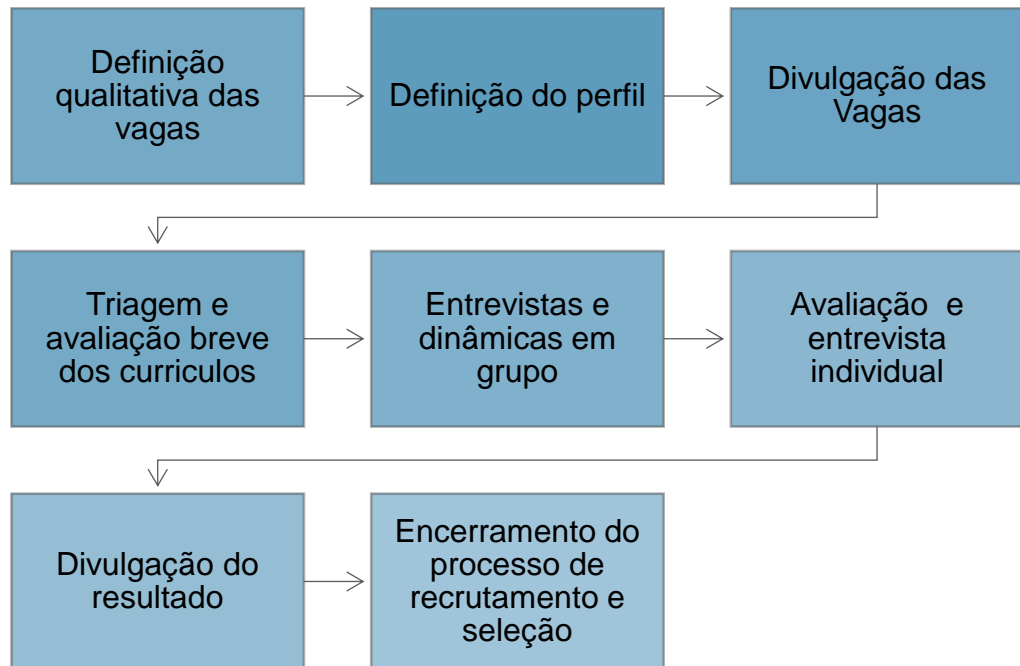 Definição
qualitativa das
vagas
Definição do perfil
Divulgação das
Vagas
Triagem e
avaliação breve
dos curriculos
Entrevistas e
dinâmicas em
grupo
Avaliação  e
entrevista
individual
Divulgação do
resultado
Encerramento do
processo de
recrutamento e
seleção